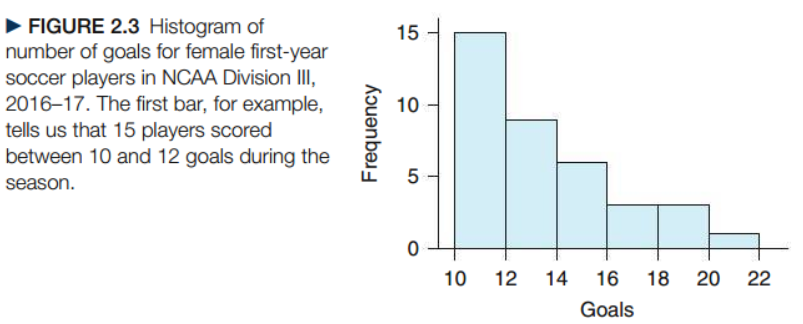 ▶ FIGURE 2.3 Histogram of
number of goals for female first-year
soccer players in NCAA Division III,
2016–17. The first bar, for example,
tells us that 15 players scored
between 10 and 12 goals during the
season.
Frequency
15
10
5
0
10 12 14 16 18 20 22
Goals